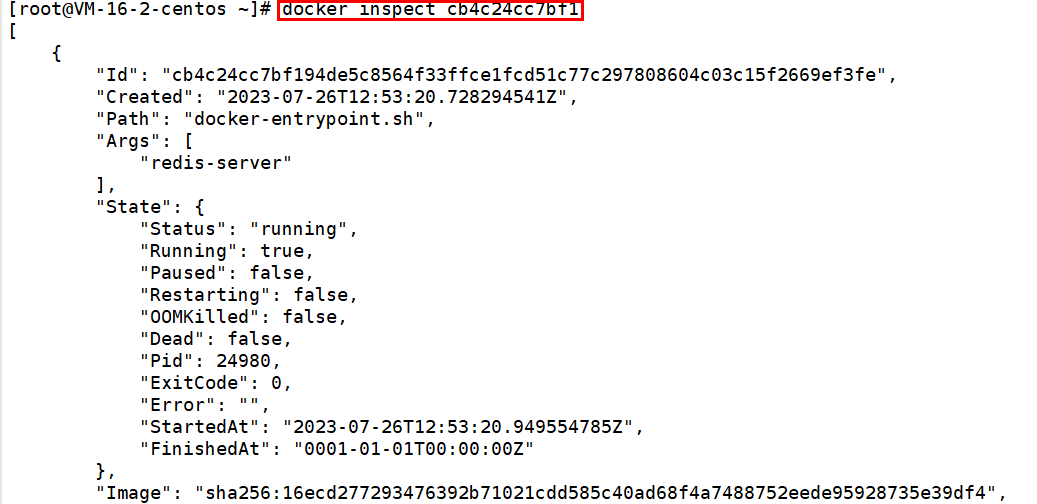 [root@VM-16-2-centos ~]# docker inspect cb4c24cc7bf1
[
    {
        "Id": "cb4c24cc7bf194de5c8564f33ffce1fcd51c77c297808604c03c15f2669ef3fe",
        "Created": "2023-07-26T12:53:20.728294541Z",
        "Path": "docker-entrypoint.sh",
        "Args": [
            "redis-server"
        ],
        "State": {
            "Status": "running",
            "Running": true,
            "Paused": false,
            "Restarting": false,
            "OOMKilled": false,
            "Dead": false,
            "Pid": 24980,
            "ExitCode": 0,
            "Error": "",
            "StartedAt": "2023-07-26T12:53:20.949554785Z",
            "FinishedAt": "0001-01-01T00:00:00Z"
        },
        "Image": "sha256:16ecd277293476392b71021cdd585c40ad68f4a7488752eede95928735e39df4",